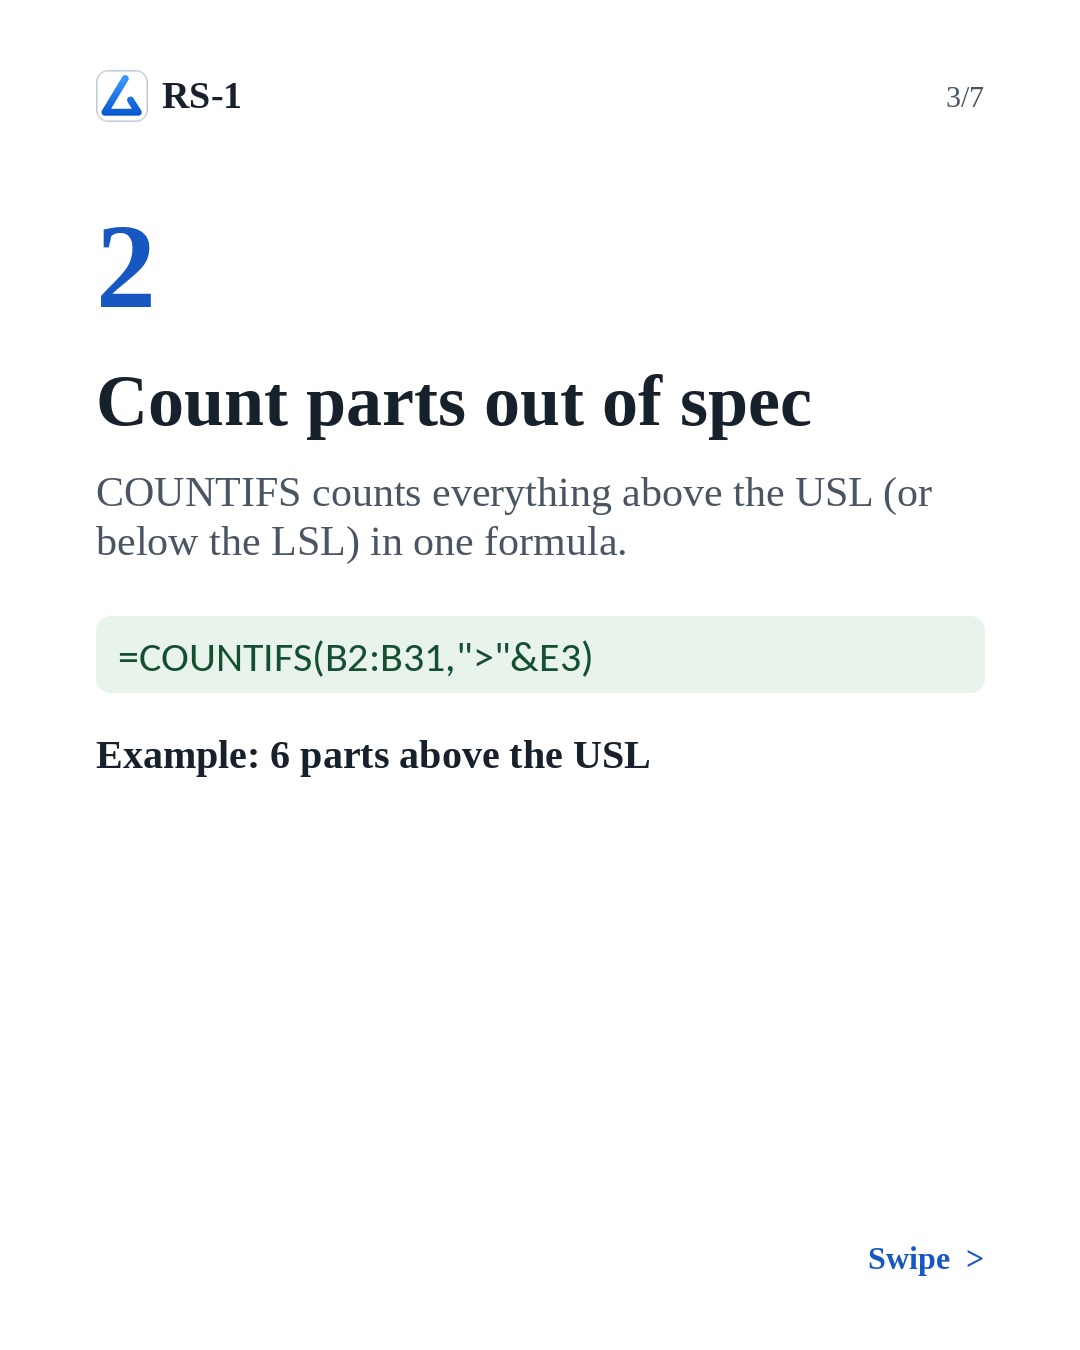 RS-1
3/7
2
Count parts out of spec
COUNTIFS counts everything above the USL (or
below the LSL) in one formula.
=COUNTIFS(B2:B31,">"&E3)
Example: 6 parts above the USL
Swipe >